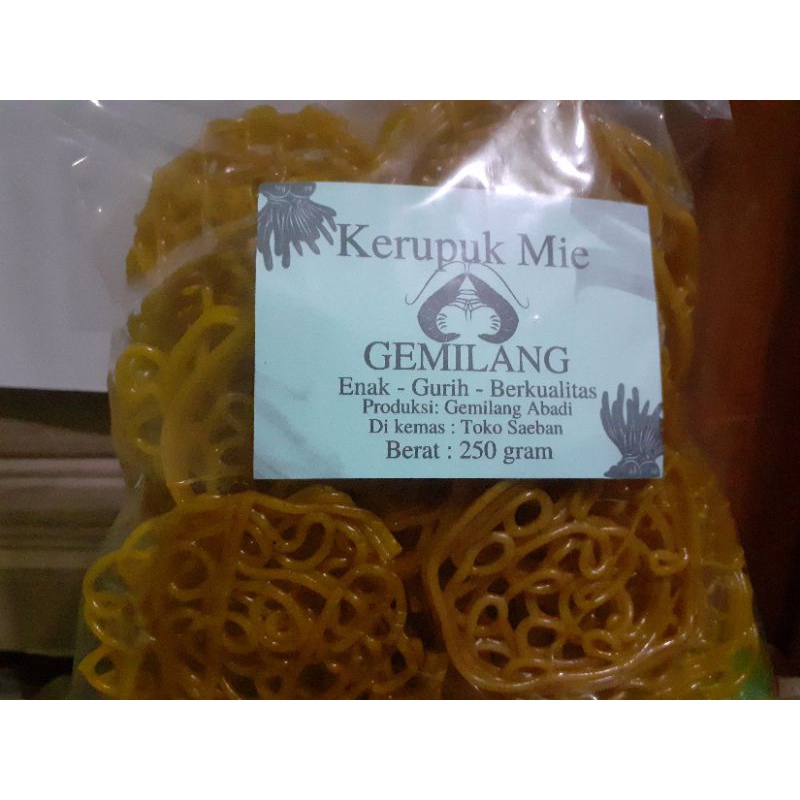 Kerupuk Mie
GEMILANG
Enak - Gurih - Berkualitas
Produksi: Gemilang Abadi
Di kemas : Toko Saeban
Berat : 250 gram